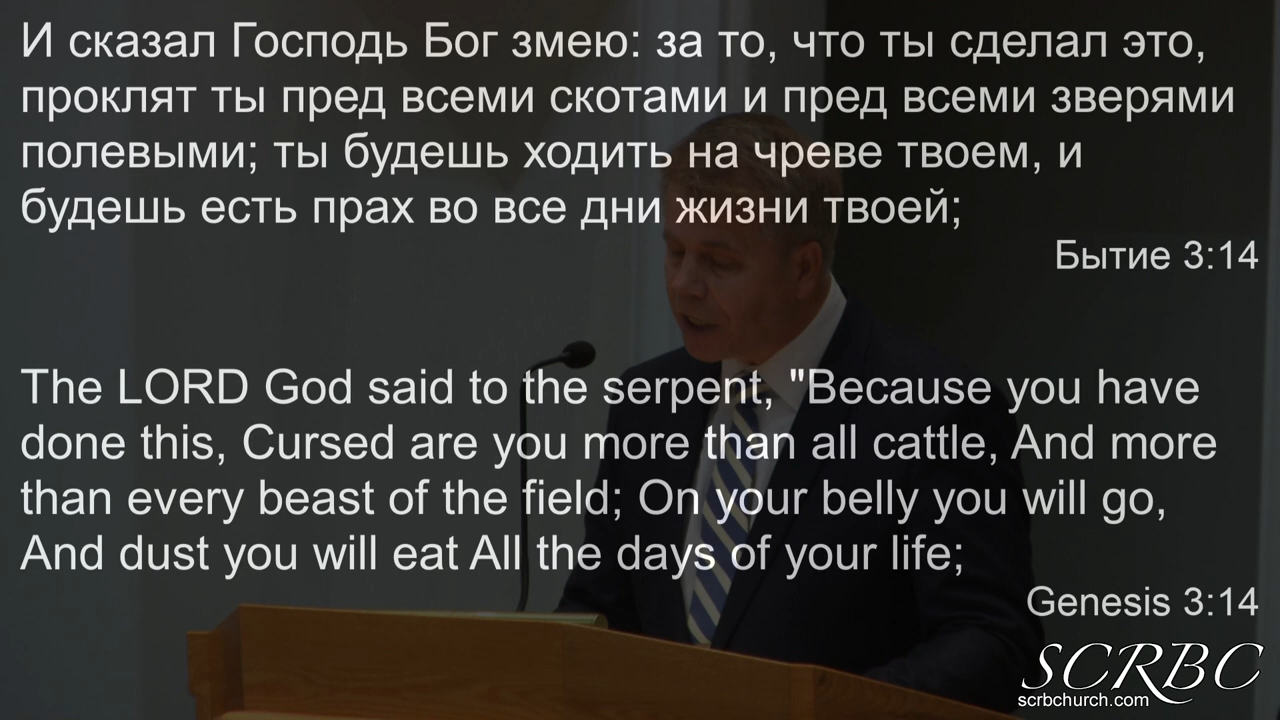 И сказал Господь Бог змею: за то, что ты сделал это,
проклят ты пред всеми скотами и пред всеми зверями
полевыми; ты будешь ходить на чреве твоем, и
будешь есть прах во все дни жизни твоей;
Бытие 3:14
The LORD God said to the serpent, "Because you have
done this, Cursed are you more than all cattle, And more
than every beast of the field; On your belly you will go,
And dust you will eat All the days of your life;
Genesis 3:14
SCRBC
scrbchurch.com